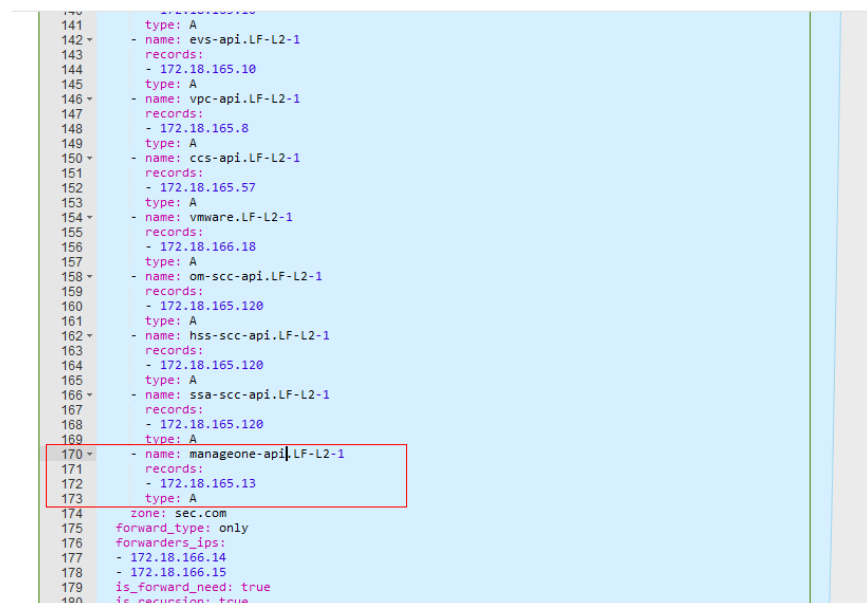 140 - 172.18.165.10
141 type: A
142 - name: evs-api.LF-L2-1
143 records:
144 - 172.18.165.10
145 type: A
146 - name: vpc-api.LF-L2-1
147 records:
148 - 172.18.165.8
149 type: A
150 - name: ccs-api.LF-L2-1
151 records:
152 - 172.18.165.57
153 type: A
154 - name: vmware.LF-L2-1
155 records:
156 - 172.18.166.18
157 type: A
158 - name: om-scc-api.LF-L2-1
159 records:
160 - 172.18.165.120
161 type: A
162 - name: hss-scc-api.LF-L2-1
163 records:
164 - 172.18.165.120
165 type: A
166 - name: ssa-scc-api.LF-L2-1
167 records:
168 - 172.18.165.120
169 type: A
170 - name: manageone-api.LF-L2-1
171 records:
172 - 172.18.165.13
173 type: A
174 zone: sec.com
175 forward_type: only
176 forwarders_ips:
177 - 172.18.166.14
178 - 172.18.166.15
179 is_forward_need: true
180 is_recursion: true